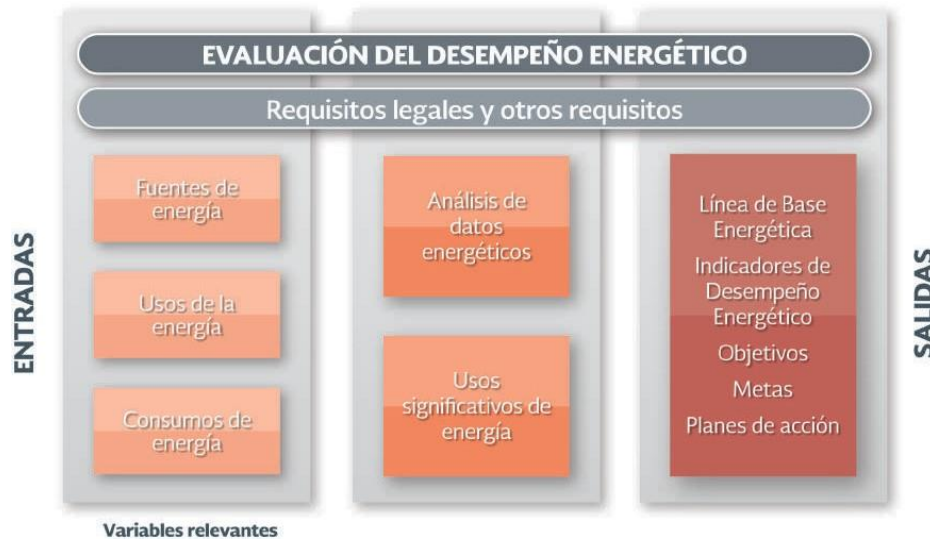 EVALUACIÓN DEL DESEMPEÑO ENERGÉTICO
Requisitos legales y otros requisitos
ENTRADAS
Fuentes de
energía
Usos de la
energía
Consumos de
energía
Variables relevantes
Análisis de
datos
energéticos
Usos
significativos de
energía
Línea de Base
Energética
Indicadores de
Desempeño
Energético
Objetivos
Metas
Planes de acción
SALIDAS